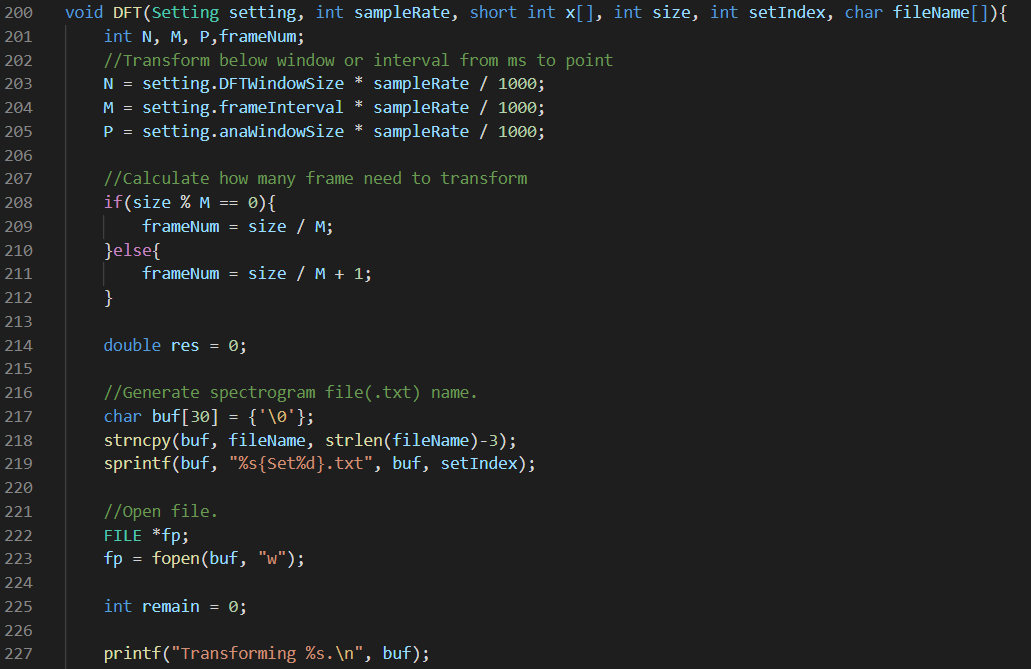 200 void DFT(Setting setting, int sampleRate, short int x[], int size, int setIndex, char fileName[]){
201     int N, M, P,frameNum;
202     //Transform below window or interval from ms to point
203     N = setting.DFTWindowSize * sampleRate / 1000;
204     M = setting.frameInterval * sampleRate / 1000;
205     P = setting.anaWindowSize * sampleRate / 1000;
206
207     //Calculate how many frame need to transform
208     if(size % M == 0){
209         frameNum = size / M;
210     }else{
211         frameNum = size / M + 1;
212     }
213
214     double res = 0;
215
216     //Generate spectrogram file(.txt) name.
217     char buf[30] = {'\0'};
218     strncpy(buf, fileName, strlen(fileName)-3);
219     sprintf(buf, "%s{Set%d}.txt", buf, setIndex);
220
221     //Open file.
222     FILE *fp;
223     fp = fopen(buf, "w");
224
225     int remain = 0;
226
227     printf("Transforming %s.\n", buf);